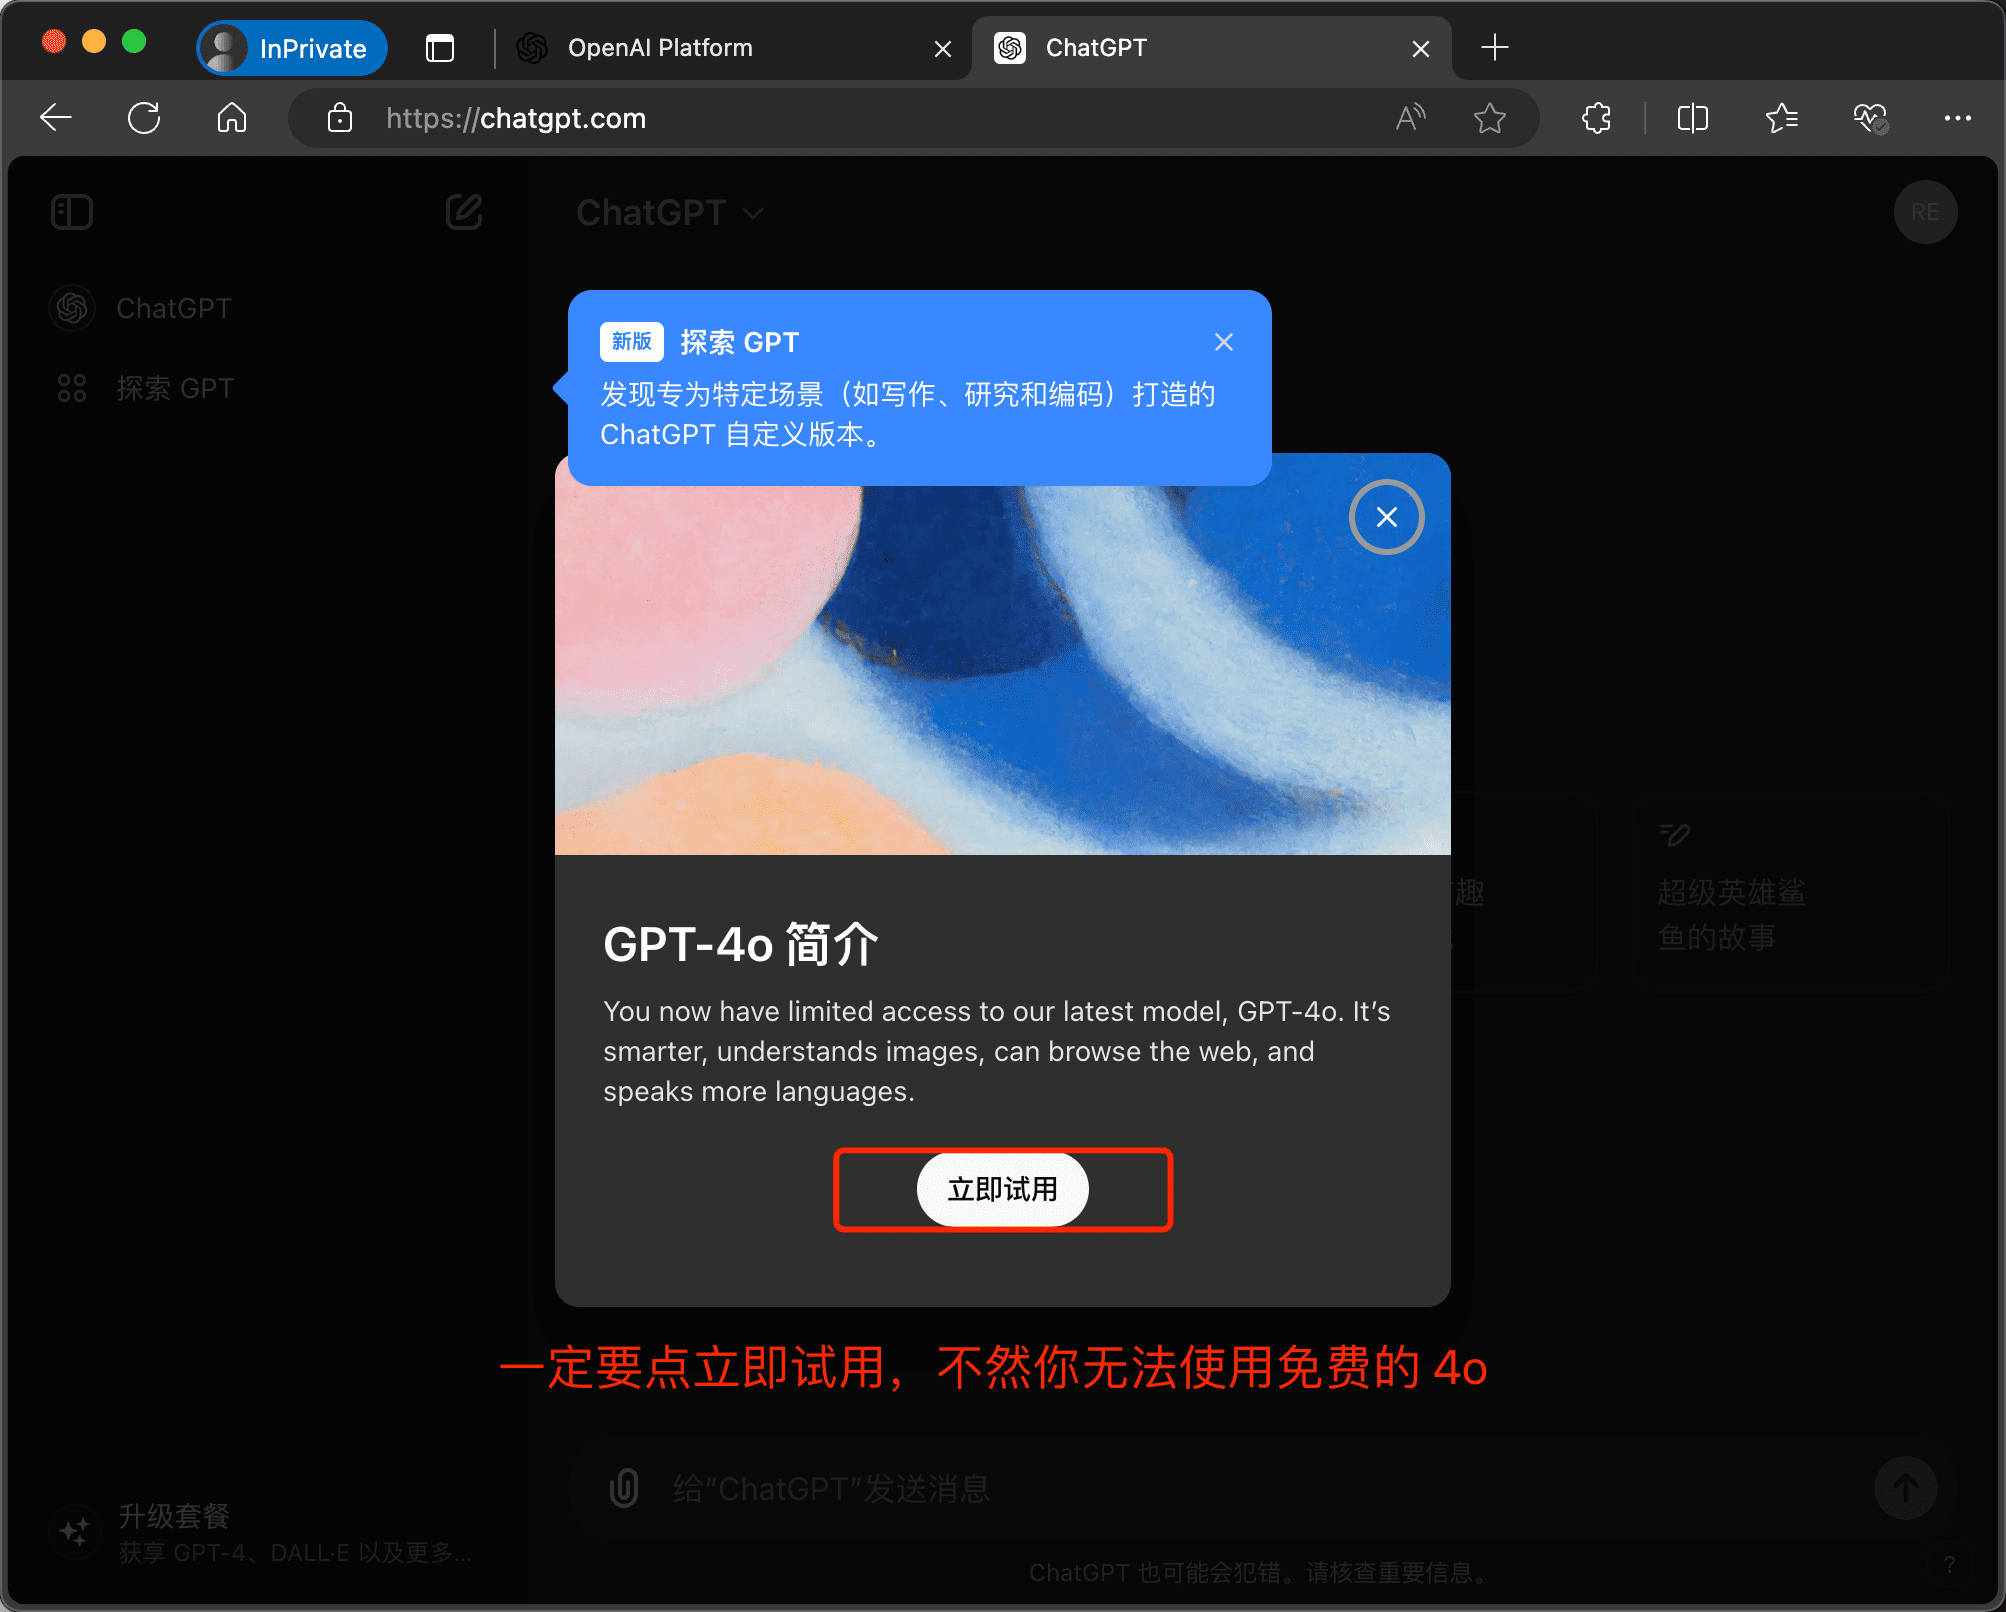 InPrivate
OpenAI Platform
ChatGPT
https://chatgpt.com
ChatGPT
RE
ChatGPT
探索 GPT
新版 探索 GPT
发现专为特定场景（如写作、研究和编码）打造的
ChatGPT 自定义版本。
趣
超级英雄鲨
鱼的故事
GPT-4o 简介
You now have limited access to our latest model, GPT-4o. It’s
smarter, understands images, can browse the web, and
speaks more languages.
立即试用
一定要点立即试用，不然你无法使用免费的 4o
给“ChatGPT”发送消息
升级套餐
获享 GPT-4、DALL·E 以及更多...
ChatGPT 也可能会犯错。请核查重要信息。
?